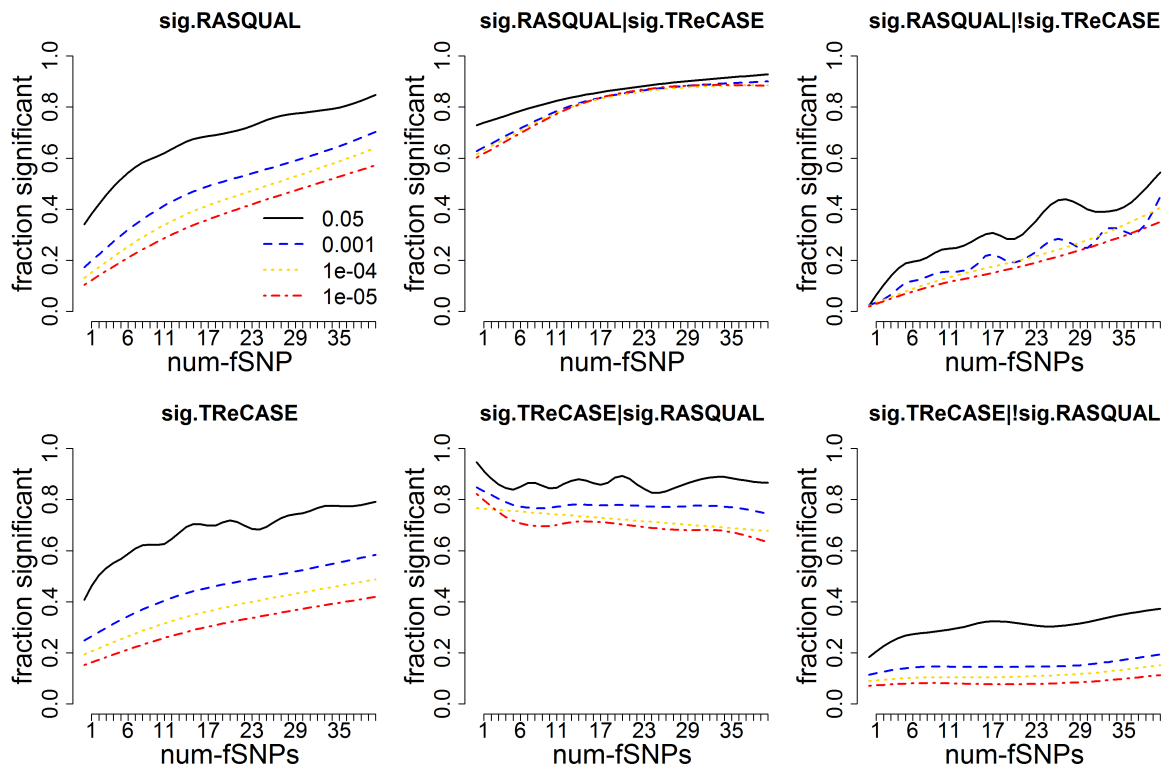 sig.RASQUAL
fraction significant
0.0 0.2 0.4 0.6 0.8 1.0
0.05
0.001
1e-04
1e-05
1 6 11 17 23 29 35
num-fSNP
sig.RASQUAL|sig.TReCASE
fraction significant
0.0 0.2 0.4 0.6 0.8 1.0
1 6 11 17 23 29 35
num-fSNP
sig.RASQUAL|!sig.TReCASE
fraction significant
0.0 0.2 0.4 0.6 0.8 1.0
1 6 11 17 23 29 35
num-fSNPs
sig.TReCASE
fraction significant
0.0 0.2 0.4 0.6 0.8 1.0
1 6 11 17 23 29 35
num-fSNPs
sig.TReCASE|sig.RASQUAL
fraction significant
0.0 0.2 0.4 0.6 0.8 1.0
1 6 11 17 23 29 35
num-fSNPs
sig.TReCASE|!sig.RASQUAL
fraction significant
0.0 0.2 0.4 0.6 0.8 1.0
1 6 11 17 23 29 35
num-fSNPs